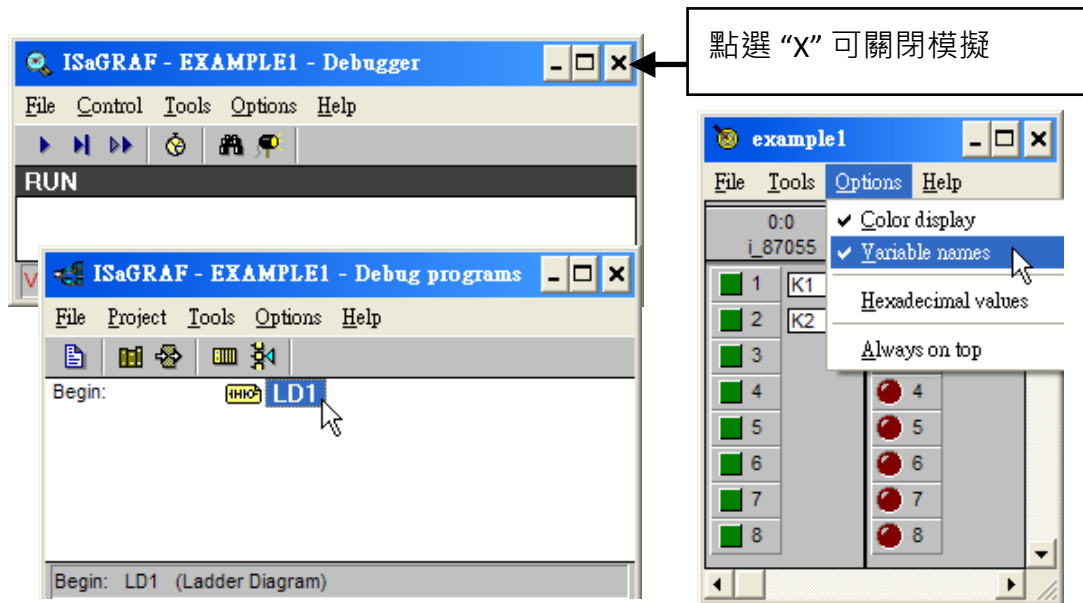 點選 “X” 可關閉模擬
ISaGRAF - EXAMPLE1 - Debugger
File Control Tools Options Help
RUN
V
ISaGRAF - EXAMPLE1 - Debug programs
File Project Tools Options Help
Begin: LD1
Begin: LD1 (Ladder Diagram)
example1
File Tools Options Help
Color display
Variable names
Hexadecimal values
Always on top
0:0
i_87055
1 K1
2 K2
3
4 4
5 5
6 6
7 7
8 8